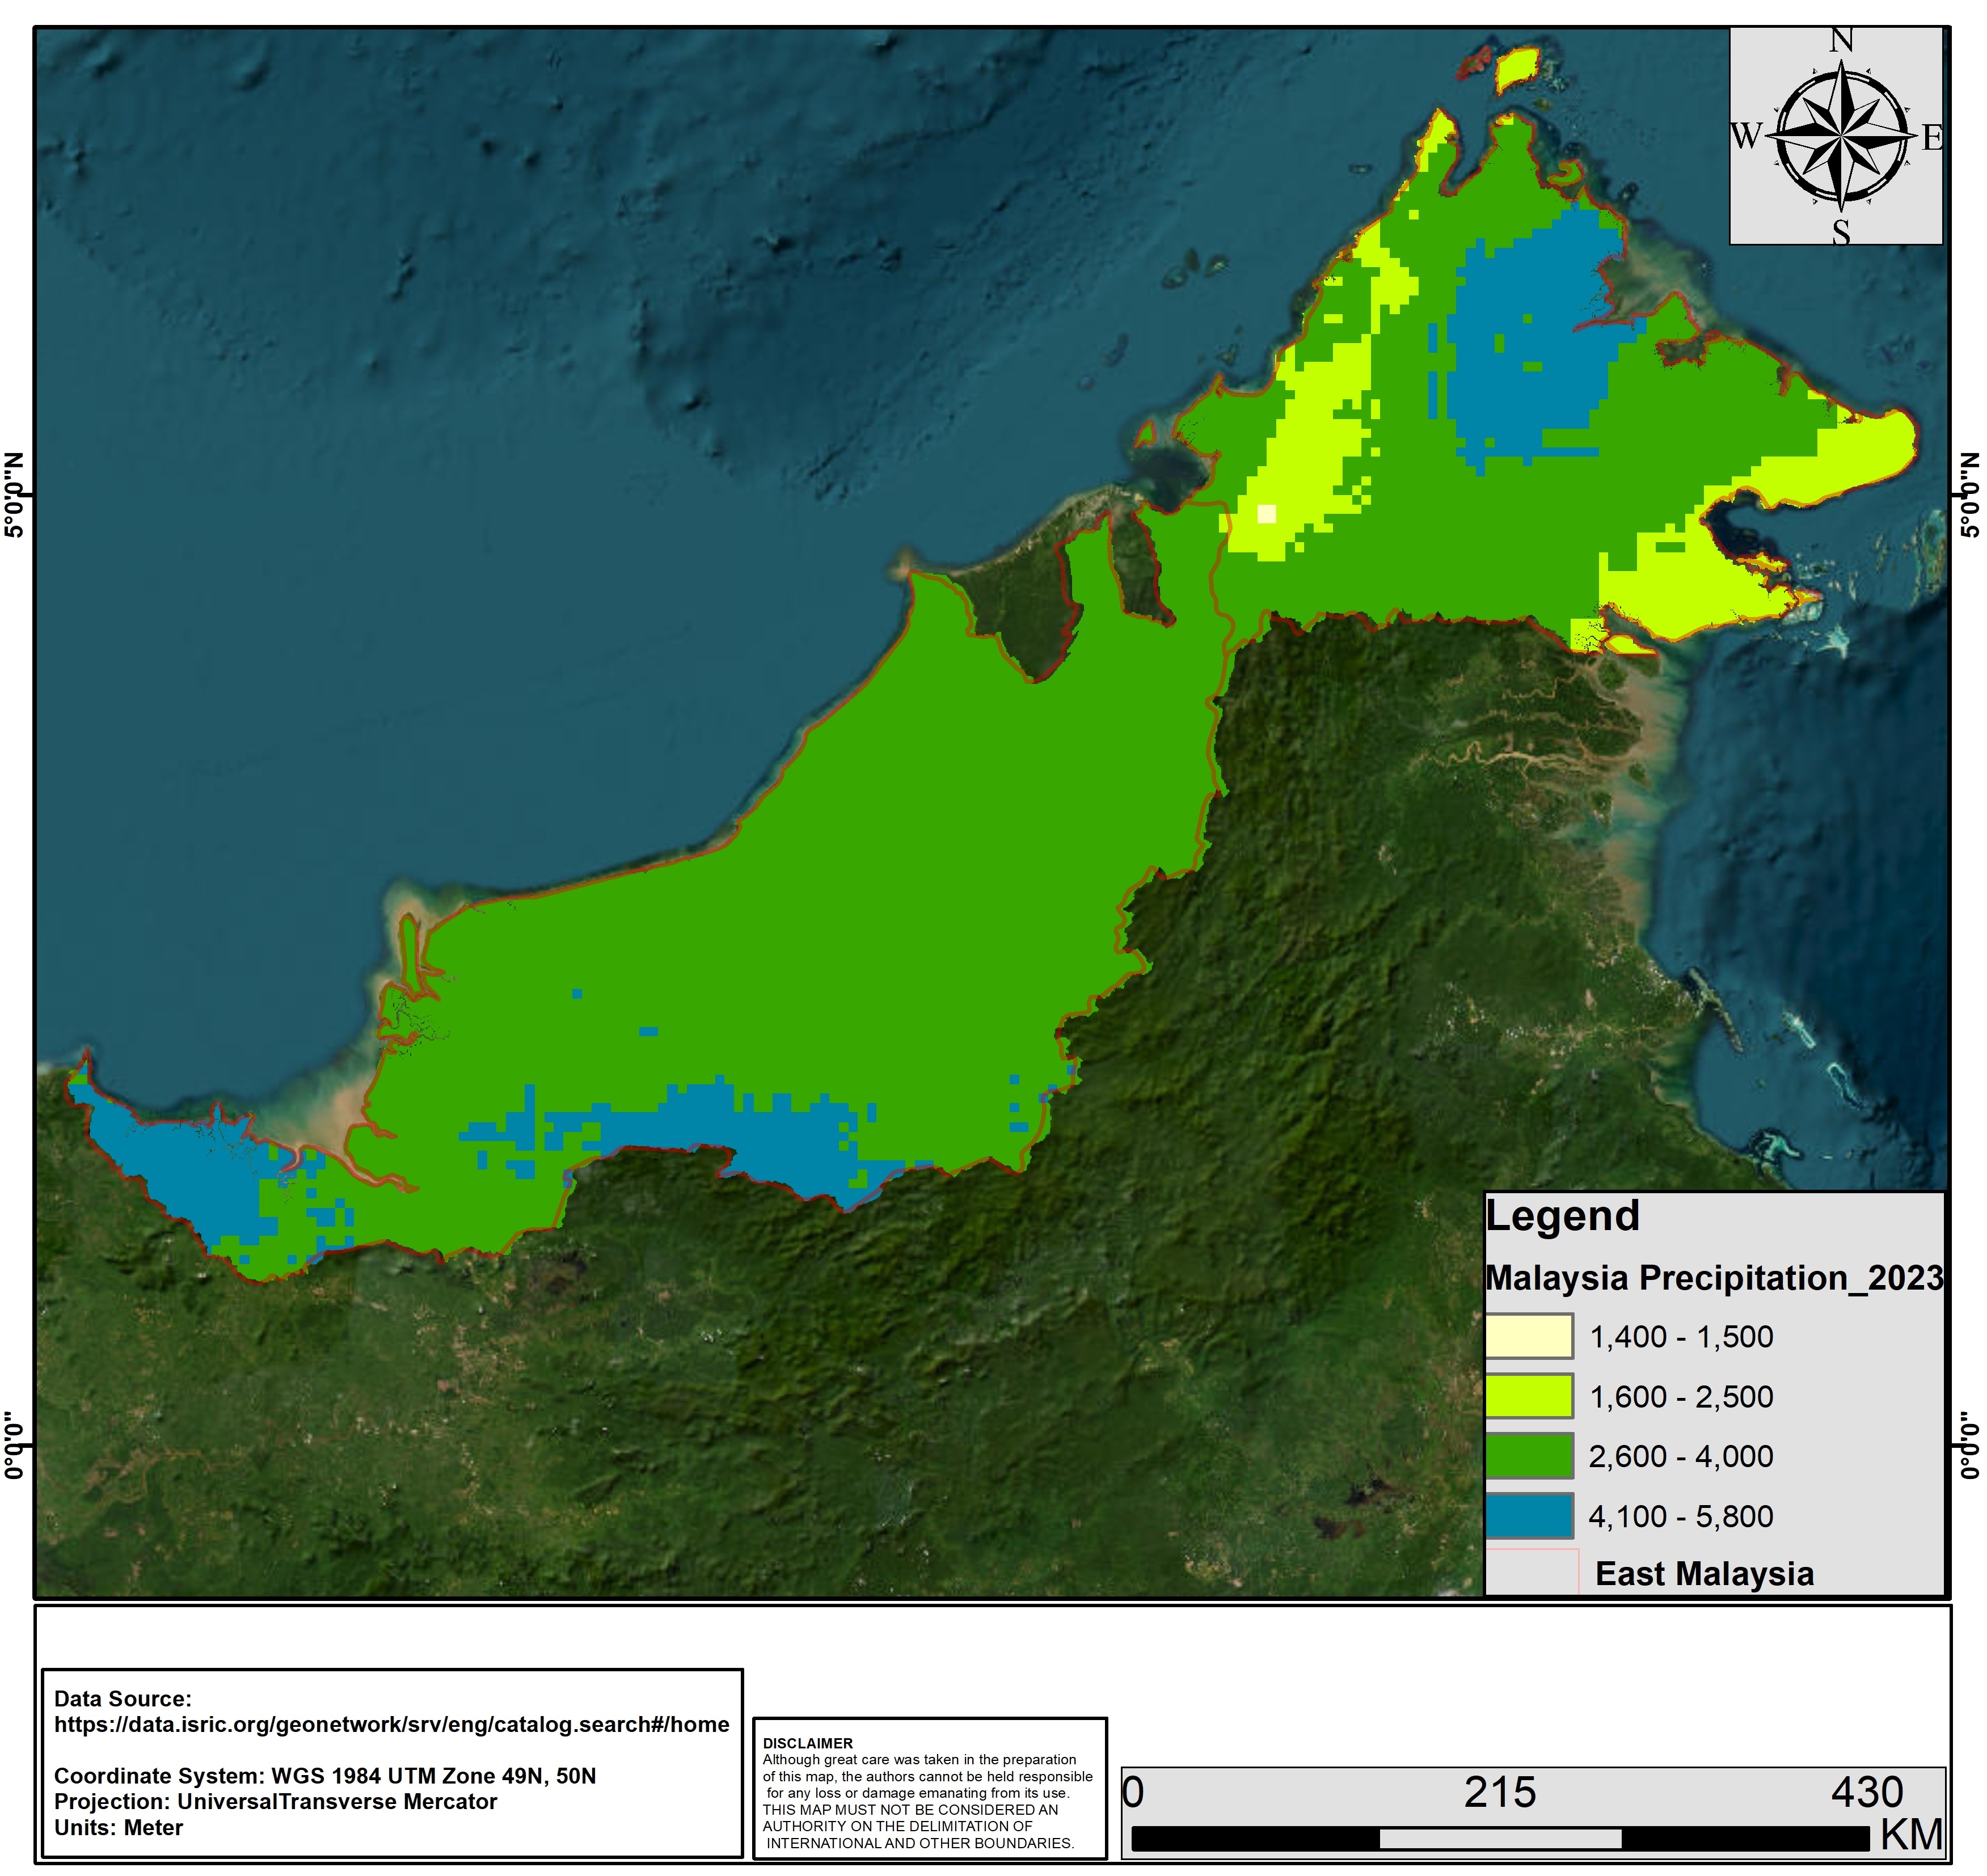 N
W
E
S
5°0'0"N
5°0'0"N
0°0'0"
0°0'0"
Legend
Malaysia Precipitation_2023
1,400 - 1,500
1,600 - 2,500
2,600 - 4,000
4,100 - 5,800
East Malaysia
Data Source:
https://data.isric.org/geonetwork/srv/eng/catalog.search#/home
Coordinate System: WGS 1984 UTM Zone 49N, 50N
Projection: UniversalTransverse Mercator
Units: Meter
DISCLAIMER
Although great care was taken in the preparation
of this map, the authors cannot be held responsible
for any loss or damage emanating from its use.
THIS MAP MUST NOT BE CONSIDERED AN
AUTHORITY ON THE DELIMITATION OF
INTERNATIONAL AND OTHER BOUNDARIES.
0 215 430
KM